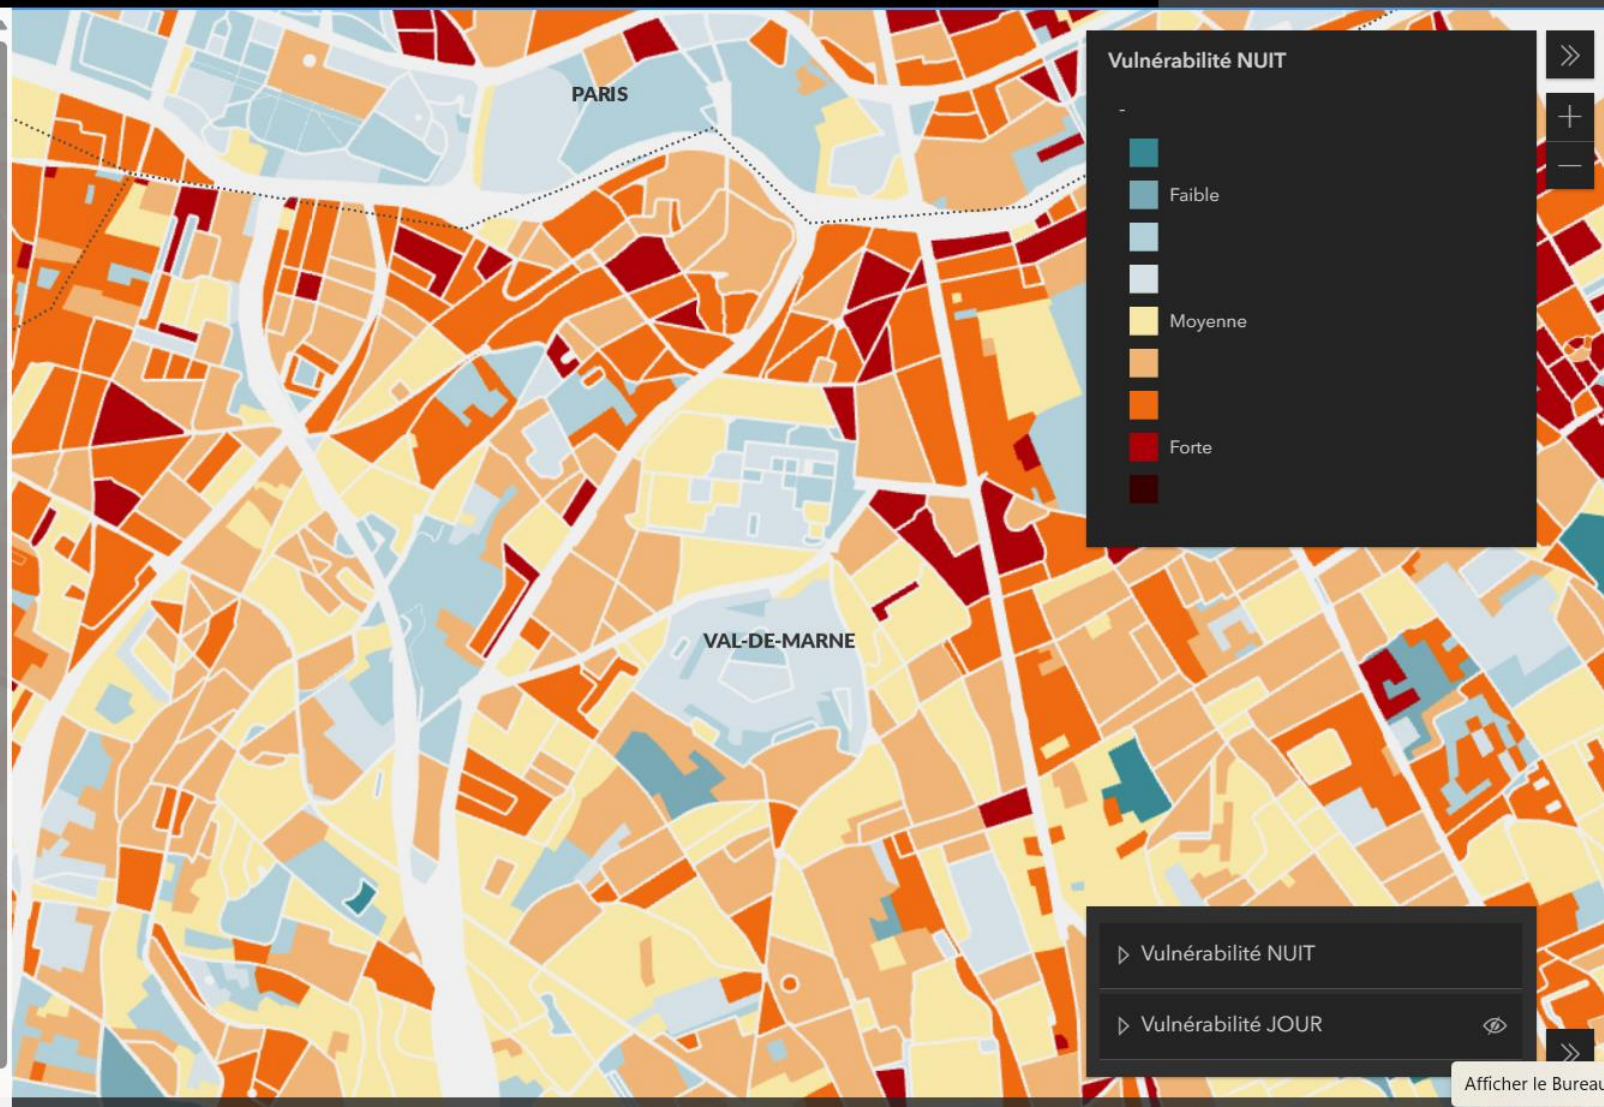 PARIS
VAL-DE-MARNE
Vulnérabilité NUIT
-
Faible
Moyenne
Forte
Vulnérabilité NUIT
Vulnérabilité JOUR
Afficher le Bureau